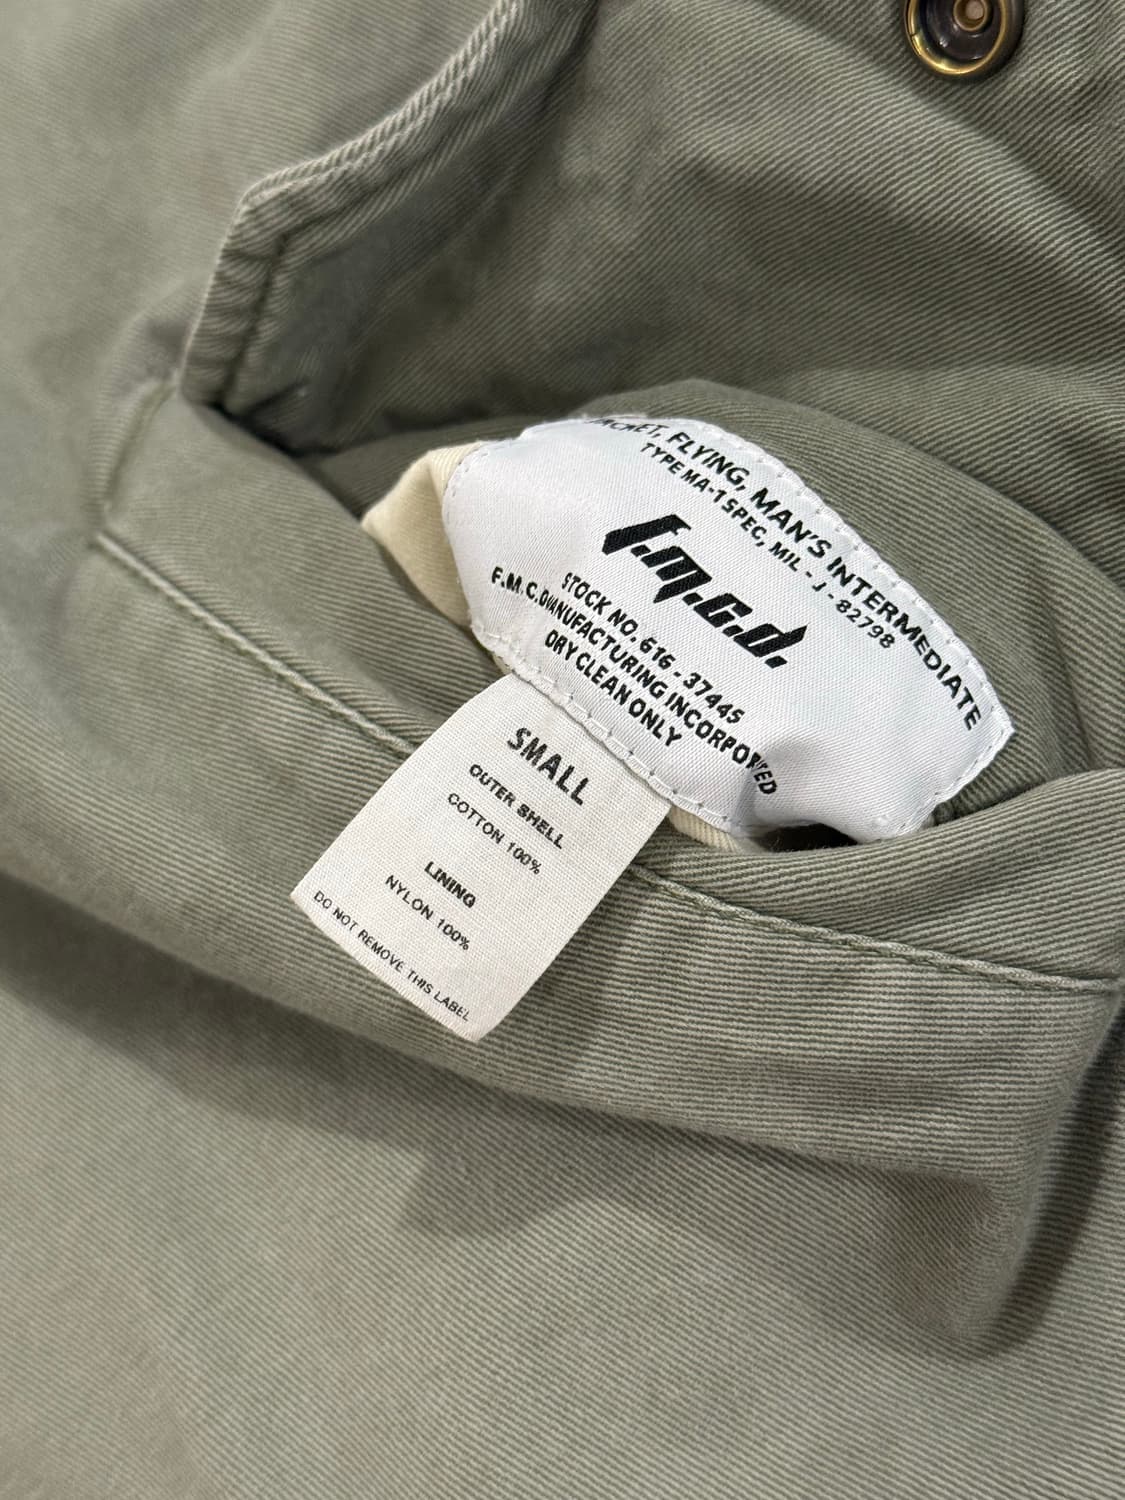 JACKET, FLYING, MAN'S INTERMEDIATE
TYPE MA-1 SPEC, MIL - J - 82798
f.m.c.d.
STOCK NO. 616 - 37445
F.M.C.D MANUFACTURING INCORPORATED
DRY CLEAN ONLY
SMALL
OUTER SHELL
COTTON 100%
LINING
NYLON 100%
DO NOT REMOVE THIS LABEL